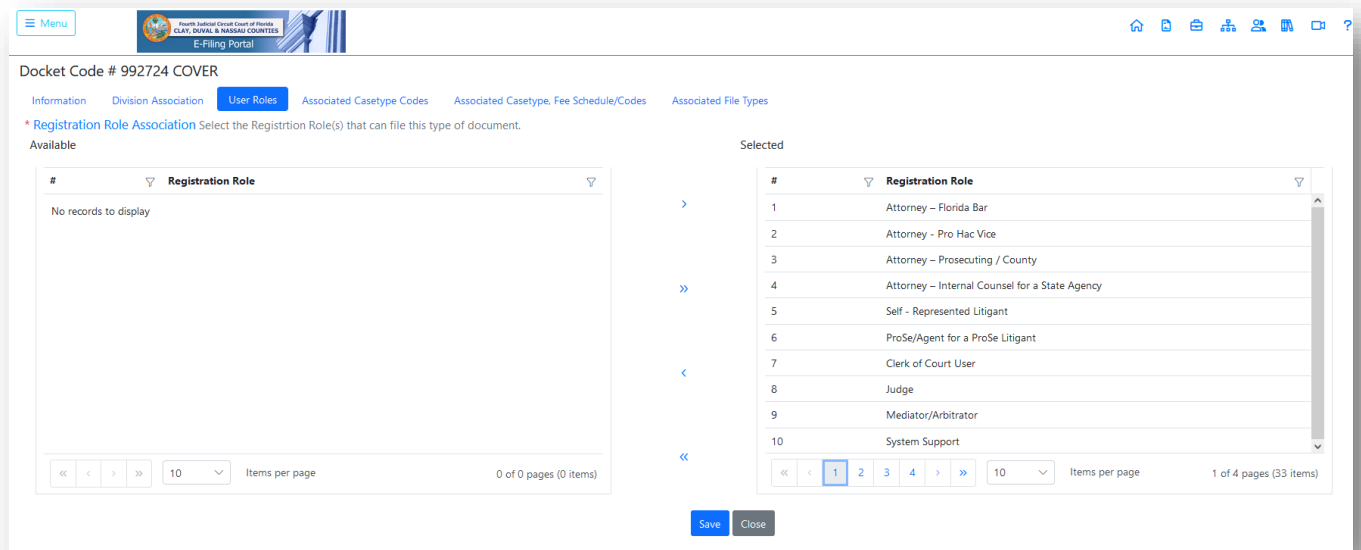 Menu
Fourth Judicial Circuit Court of Florida
CLAY, DUVAL & NASSAU COUNTIES
E-Filing Portal
?
Docket Code # 992724 COVER
Information Division Association User Roles Associated Casetype Codes Associated Casetype, Fee Schedule/Codes Associated File Types
* Registration Role Association Select the Registrtion Role(s) that can file this type of document.
Available Selected
# Registration Role # Registration Role
No records to display
1 Attorney – Florida Bar
2 Attorney - Pro Hac Vice
3 Attorney – Prosecuting / County
4 Attorney – Internal Counsel for a State Agency
5 Self - Represented Litigant
6 ProSe/Agent for a ProSe Litigant
7 Clerk of Court User
8 Judge
9 Mediator/Arbitrator
10 System Support
› » ‹ «
« ‹ › » 10 Items per page 0 of 0 pages (0 items)
« ‹ 1 2 3 4 › » 10 Items per page 1 of 4 pages (33 items)
Save Close